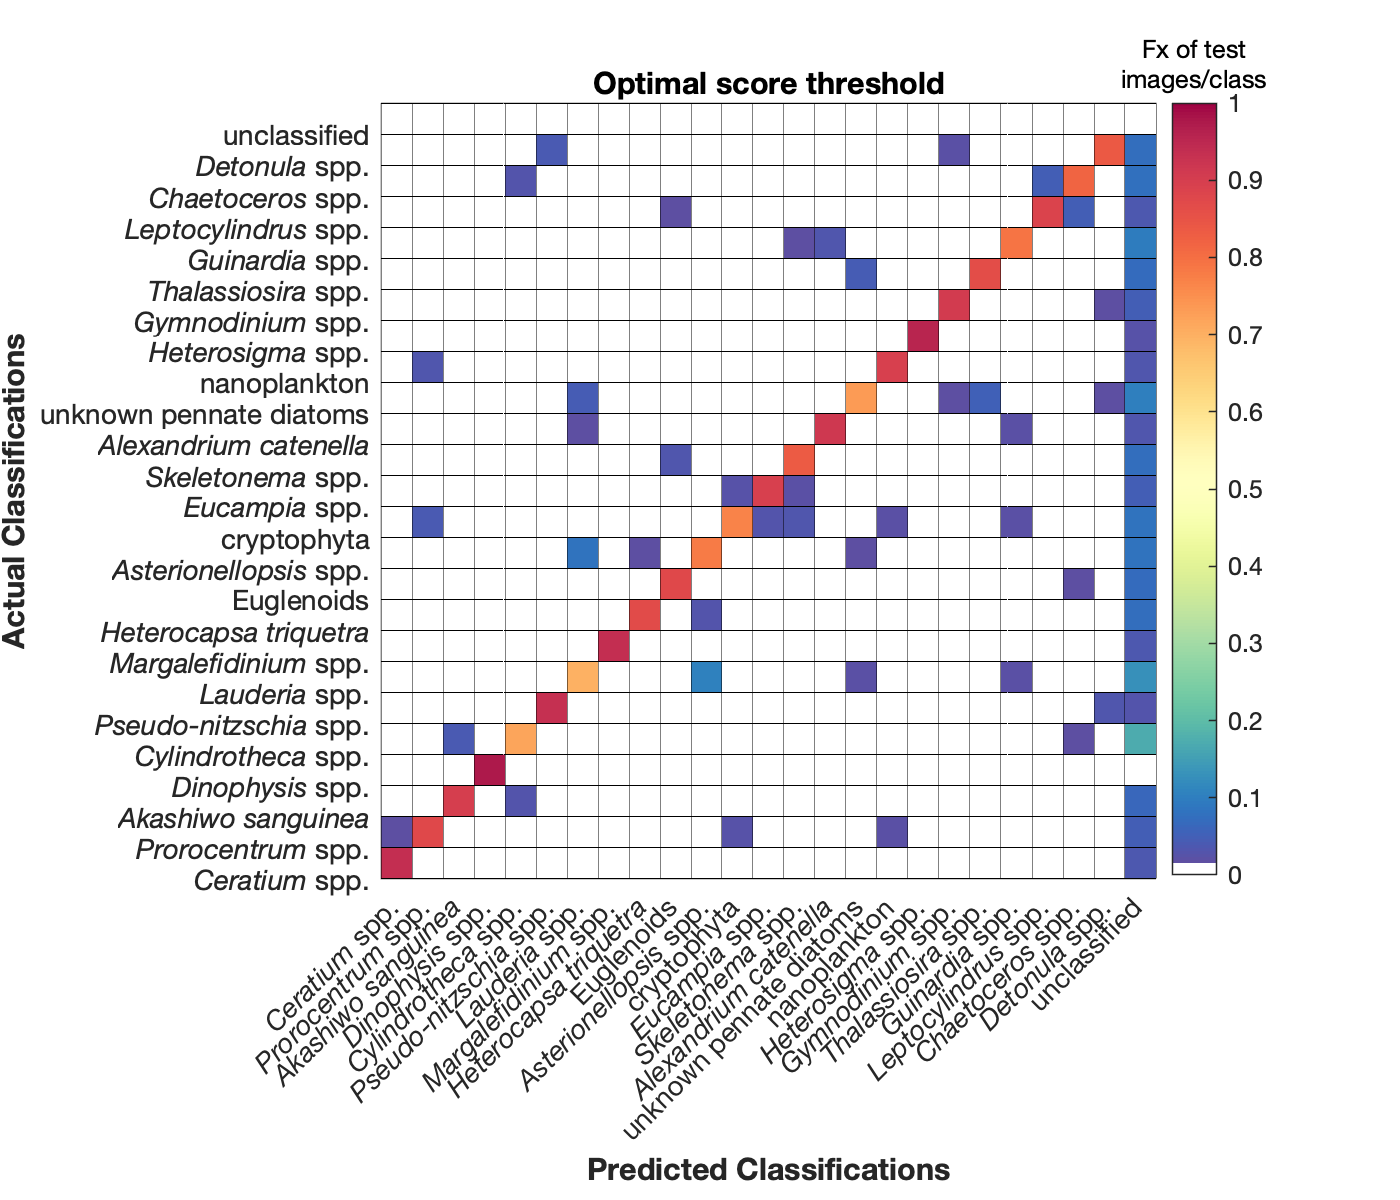 Fx of test
images/class
Optimal score threshold
1
0.9
0.8
0.7
0.6
0.5
0.4
0.3
0.2
0.1
0
Actual Classifications
unclassified
Detonula spp.
Chaetoceros spp.
Leptocylindrus spp.
Guinardia spp.
Thalassiosira spp.
Gymnodinium spp.
Heterosigma spp.
nanoplankton
unknown pennate diatoms
Alexandrium catenella
Skeletonema spp.
Eucampia spp.
cryptophyta
Asterionellopsis spp.
Euglenoids
Heterocapsa triquetra
Margalefidinium spp.
Lauderia spp.
Pseudo-nitzschia spp.
Cylindrotheca spp.
Dinophysis spp.
Akashiwo sanguinea
Prorocentrum spp.
Ceratium spp.
Ceratium spp.
Prorocentrum spp.
Akashiwo sanguinea
Dinophysis spp.
Cylindrotheca spp.
Pseudo-nitzschia spp.
Lauderia spp.
Margalefidinium spp.
Heterocapsa triquetra
Euglenoids
Asterionellopsis spp.
cryptophyta
Eucampia spp.
Skeletonema spp.
Alexandrium catenella
unknown pennate diatoms
nanoplankton
Heterosigma spp.
Gymnodinium spp.
Thalassiosira spp.
Guinardia spp.
Leptocylindrus spp.
Chaetoceros spp.
Detonula spp.
unclassified
Predicted Classifications